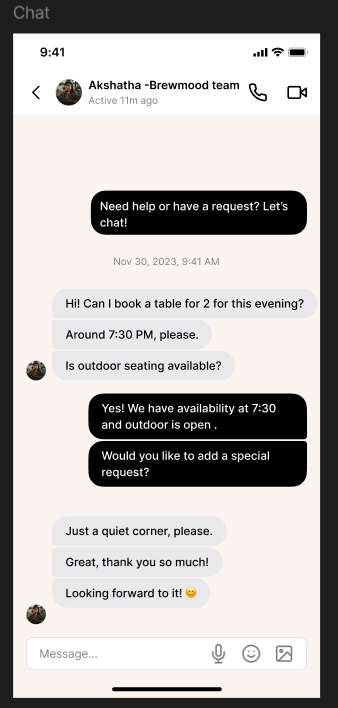 Chat
9:41
Akshatha -Brewmood team
Active 11m ago
Need help or have a request? Let's
chat!
Nov 30, 2023, 9:41 AM
Hi! Can I book a table for 2 for this evening?
Around 7:30 PM, please.
Is outdoor seating available?
Yes! We have availability at 7:30
and outdoor is open .
Would you like to add a special
request?
Just a quiet corner, please.
Great, thank you so much!
Looking forward to it! 😊
Message...